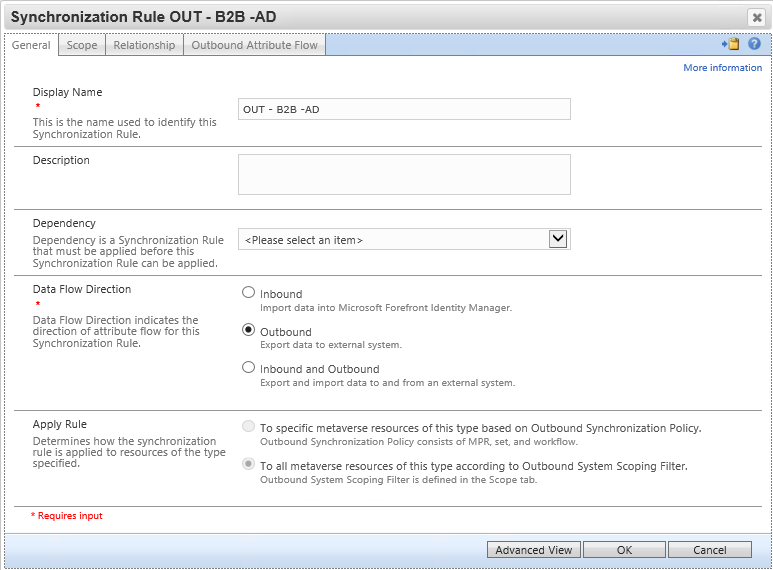 Synchronization Rule OUT - B2B -AD
General
Scope
Relationship
Outbound Attribute Flow
More information
Display Name
*
This is the name used to identify this
Synchronization Rule.
OUT - B2B -AD
Description
Dependency
Dependency is a Synchronization Rule
that must be applied before this
Synchronization Rule can be applied.
<Please select an item>
Data Flow Direction
*
Data Flow Direction indicates the
direction of attribute flow for this
Synchronization Rule.
Inbound
Import data into Microsoft Forefront Identity Manager.
Outbound
Export data to external system.
Inbound and Outbound
Export and import data to and from an external system.
Apply Rule
Determines how the synchronization
rule is applied to resources of the type
specified.
To specific metaverse resources of this type based on Outbound Synchronization Policy.
Outbound Synchronization Policy consists of MPR, set, and workflow.
To all metaverse resources of this type according to Outbound System Scoping Filter.
Outbound System Scoping Filter is defined in the Scope tab.
* Requires input
Advanced View
OK
Cancel